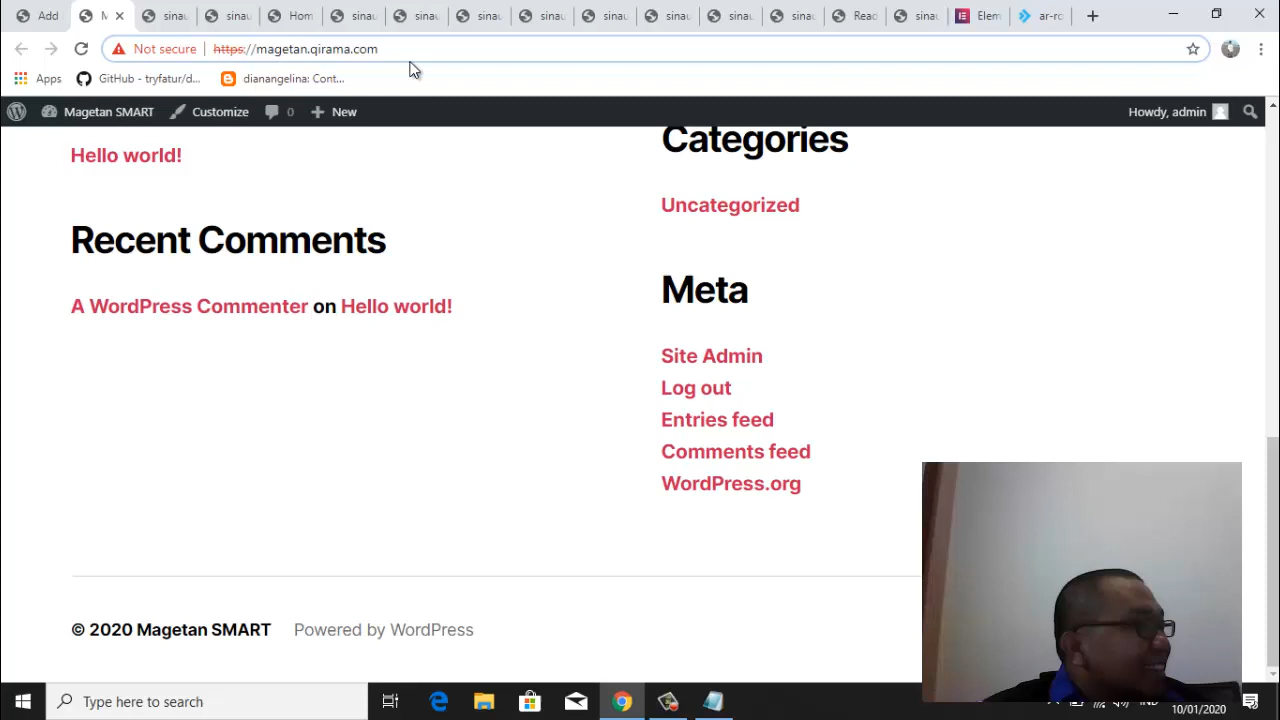 Add
M
sinau
sinau
Hom
sinau
sinau
sinau
sinau
sinau
sinau
sinau
sinau
Read
sinau
Elem
ar-ro
Not secure
https://magetan.qirama.com
Apps
GitHub - tryfatur/d...
dianangelina: Cont...
Magetan SMART
Customize
0
New
Howdy, admin
Hello world!
Categories
Uncategorized
Recent Comments
A WordPress Commenter on Hello world!
Meta
Site Admin
Log out
Entries feed
Comments feed
WordPress.org
© 2020 Magetan SMART
Powered by WordPress
Type here to search
10/01/2020